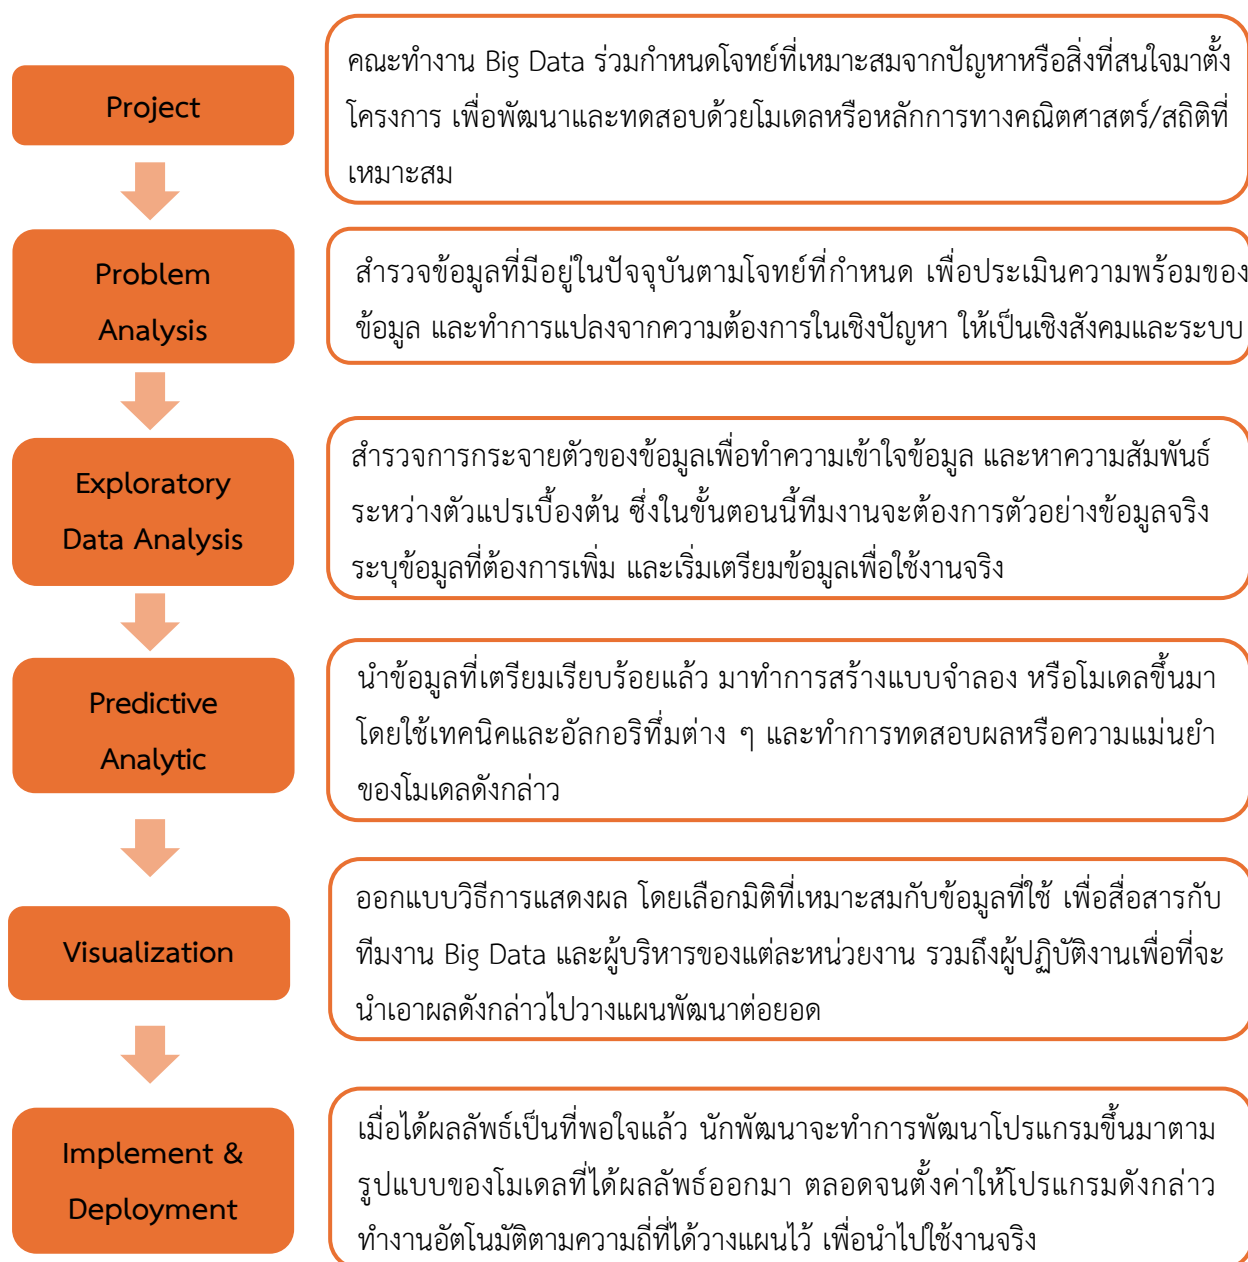 Project
คณะทำงาน Big Data ร่วมกำหนดโจทย์ที่เหมาะสมจากปัญหาหรือสิ่งที่สนใจมาตั้ง
โครงการ เพื่อพัฒนาและทดสอบด้วยโมเดลหรือหลักการทางคณิตศาสตร์/สถิติที่
เหมาะสม
Problem
Analysis
สำรวจข้อมูลที่มีอยู่ในปัจจุบันตามโจทย์ที่กำหนด เพื่อประเมินความพร้อมของ
ข้อมูล และทำการแปลงจากความต้องการในเชิงปัญหา ให้เป็นเชิงสังคมและระบบ
Exploratory
Data Analysis
สำรวจการกระจายตัวของข้อมูลเพื่อทำความเข้าใจข้อมูล และหาความสัมพันธ์
ระหว่างตัวแปรเบื้องต้น ซึ่งในขั้นตอนนี้ทีมงานจะต้องการตัวอย่างข้อมูลจริง
ระบุข้อมูลที่ต้องการเพิ่ม และเริ่มเตรียมข้อมูลเพื่อใช้งานจริง
Predictive
Analytic
นำข้อมูลที่เตรียมเรียบร้อยแล้ว มาทำการสร้างแบบจำลอง หรือโมเดลขึ้นมา
โดยใช้เทคนิคและอัลกอริทึ่มต่าง ๆ และทำการทดสอบผลหรือความแม่นยำ
ของโมเดลดังกล่าว
Visualization
ออกแบบวิธีการแสดงผล โดยเลือกมิติที่เหมาะสมกับข้อมูลที่ใช้ เพื่อสื่อสารกับ
ทีมงาน Big Data และผู้บริหารของแต่ละหน่วยงาน รวมถึงผู้ปฏิบัติงานเพื่อที่จะ
นำเอาผลดังกล่าวไปวางแผนพัฒนาต่อยอด
Implement &
Deployment
เมื่อได้ผลลัพธ์เป็นที่พอใจแล้ว นักพัฒนาจะทำการพัฒนาโปรแกรมขึ้นมาตาม
รูปแบบของโมเดลที่ได้ผลลัพธ์ออกมา ตลอดจนตั้งค่าให้โปรแกรมดังกล่าว
ทำงานอัตโนมัติตามความถี่ที่ได้วางแผนไว้ เพื่อนำไปใช้งานจริง